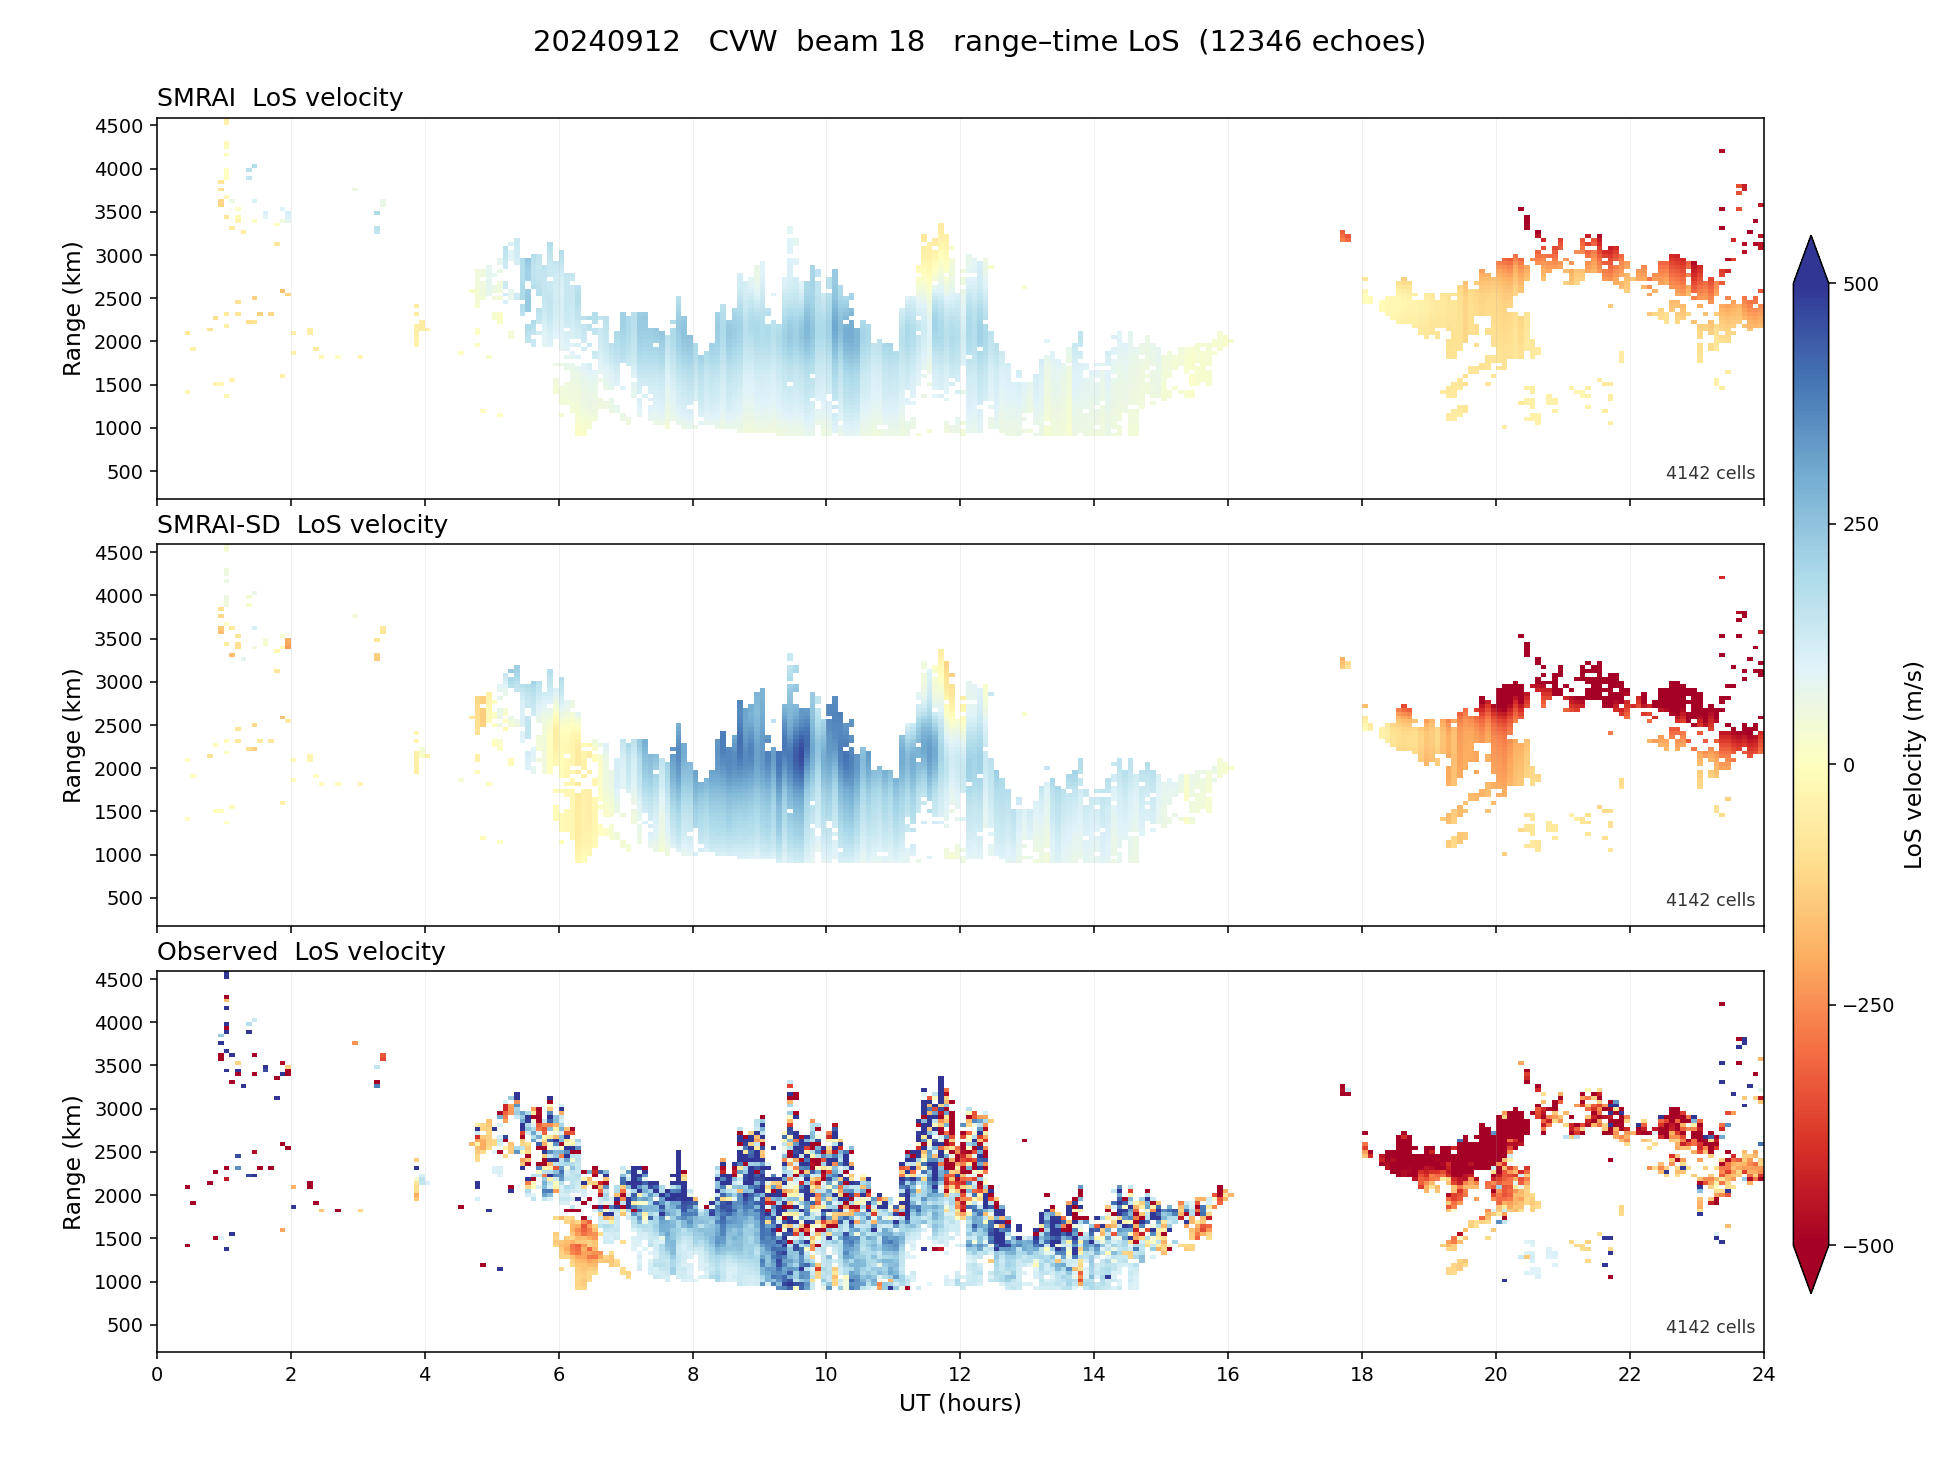 20240912   CVW  beam 18   range–time LoS  (12346 echoes)
SMRAI  LoS velocity
4500
4000
3500
3000
2500
2000
1500
1000
500
Range (km)
4142 cells
SMRAI-SD  LoS velocity
4500
4000
3500
3000
2500
2000
1500
1000
500
Range (km)
4142 cells
Observed  LoS velocity
4500
4000
3500
3000
2500
2000
1500
1000
500
Range (km)
4142 cells
0 2 4 6 8 10 12 14 16 18 20 22 24
UT (hours)
500
250
0
−250
−500
LoS velocity (m/s)